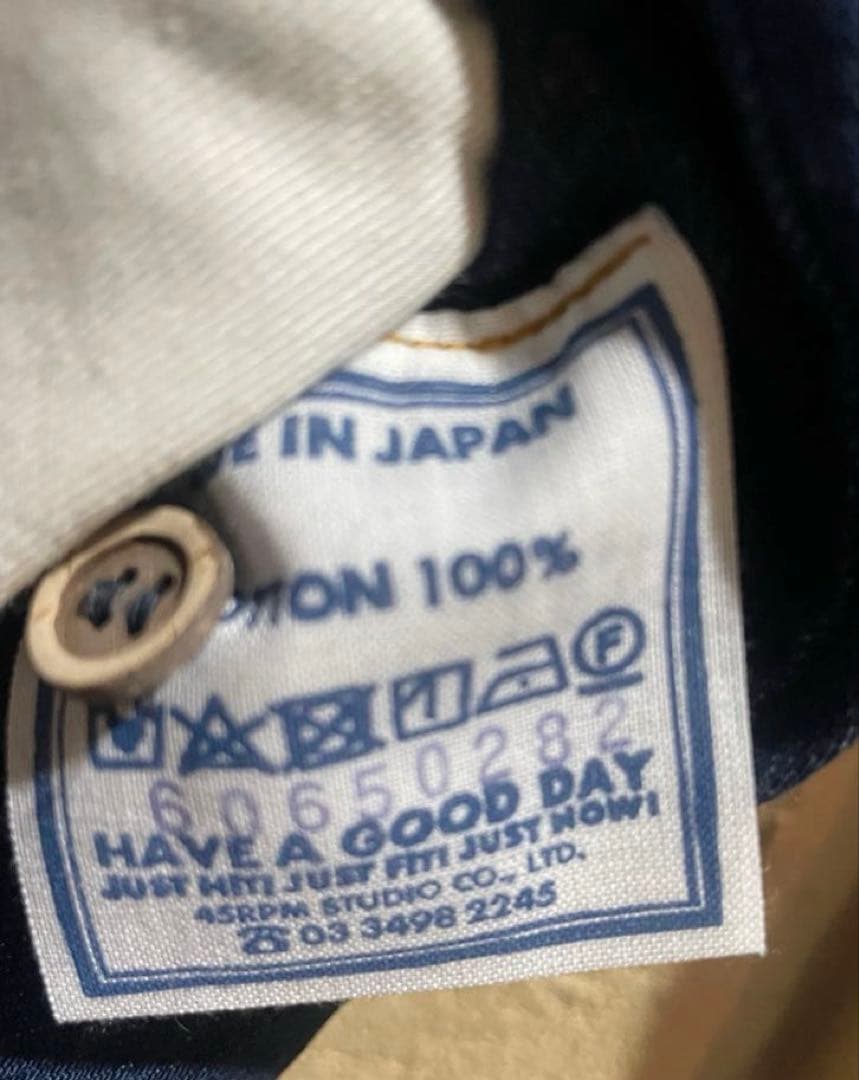 IN JAPAN
100%
F
60650282
HAVE A GOOD DAY
JUST HIT! JUST FIT! JUST NOW!
45RPM STUDIO CO., LTD.
☎ 03 3498 2245